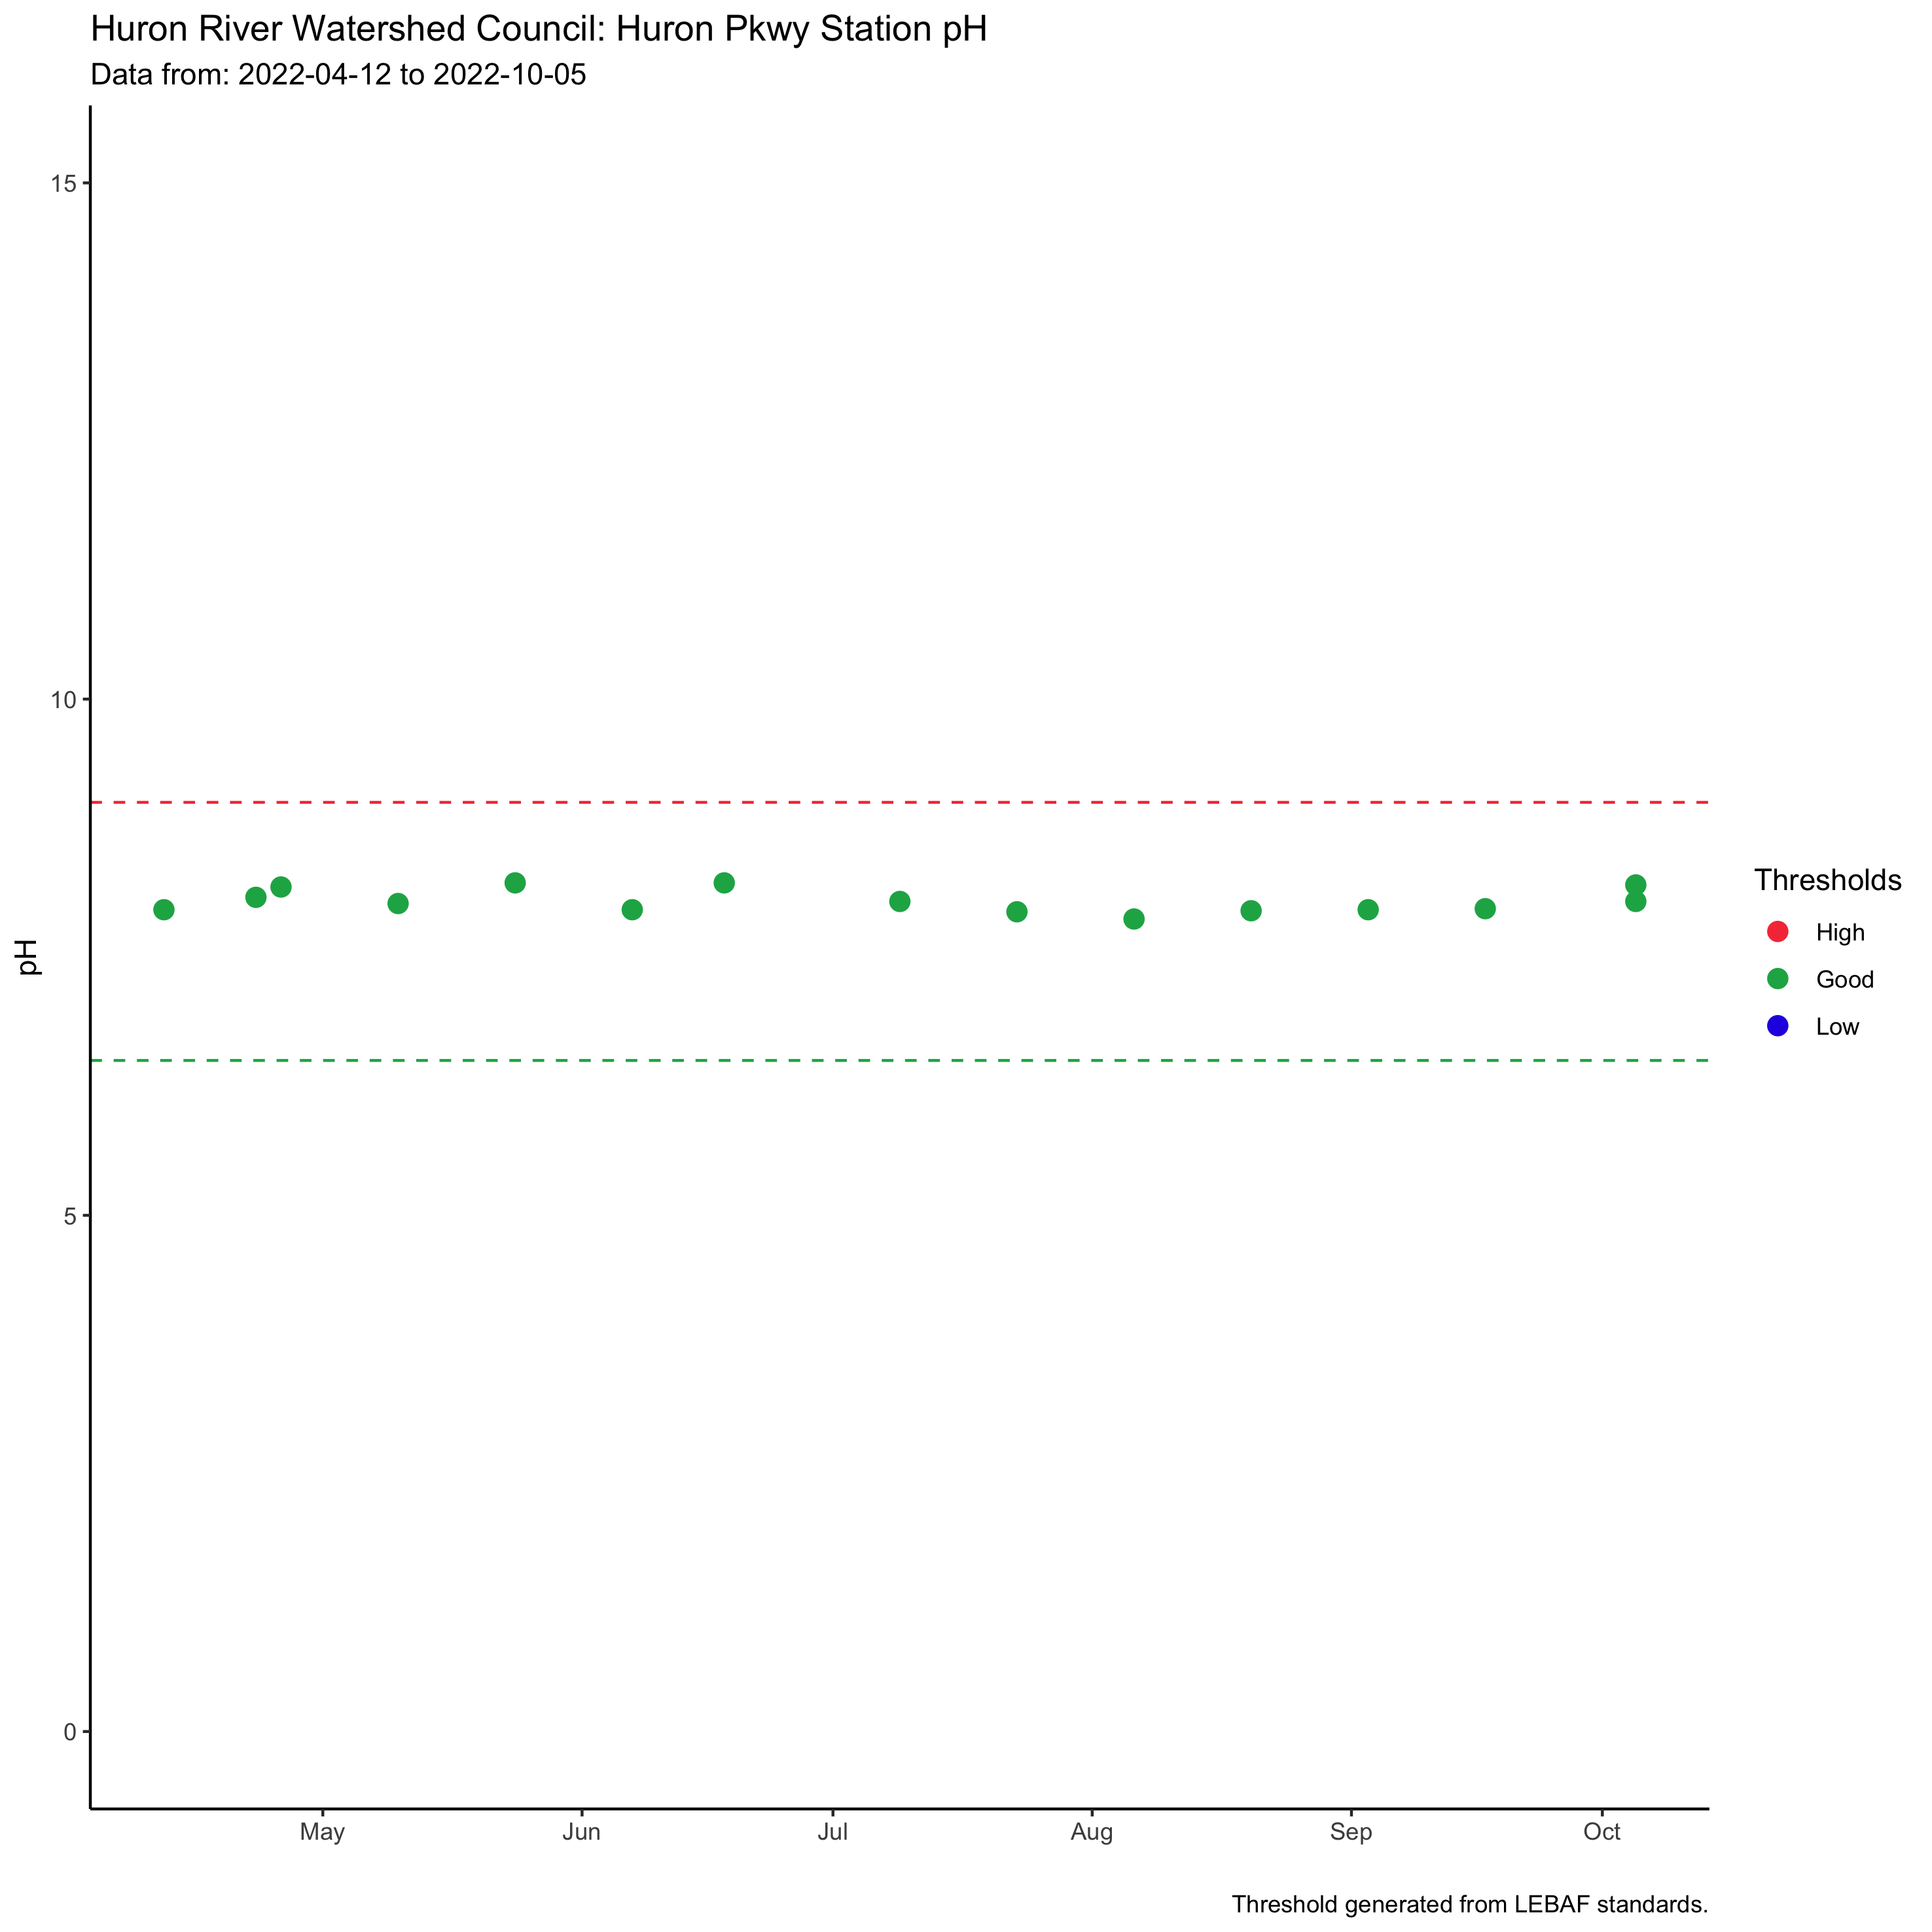 Huron River Watershed Council: Huron Pkwy Station pH
Data from: 2022-04-12 to 2022-10-05
15
10
5
0
pH
May Jun Jul Aug Sep Oct
Thresholds
High
Good
Low
Threshold generated from LEBAF standards.